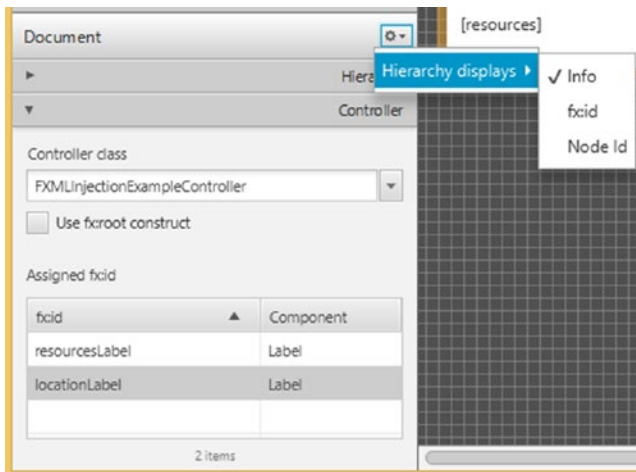 Document
[resources]
Hierarchy displays
Info
fx:id
Node Id
Controller
Controller class
FXMLInjectionExampleController
Use fx:root construct
Assigned fx:id
fx:id Component
resourcesLabel Label
locationLabel Label
2 items